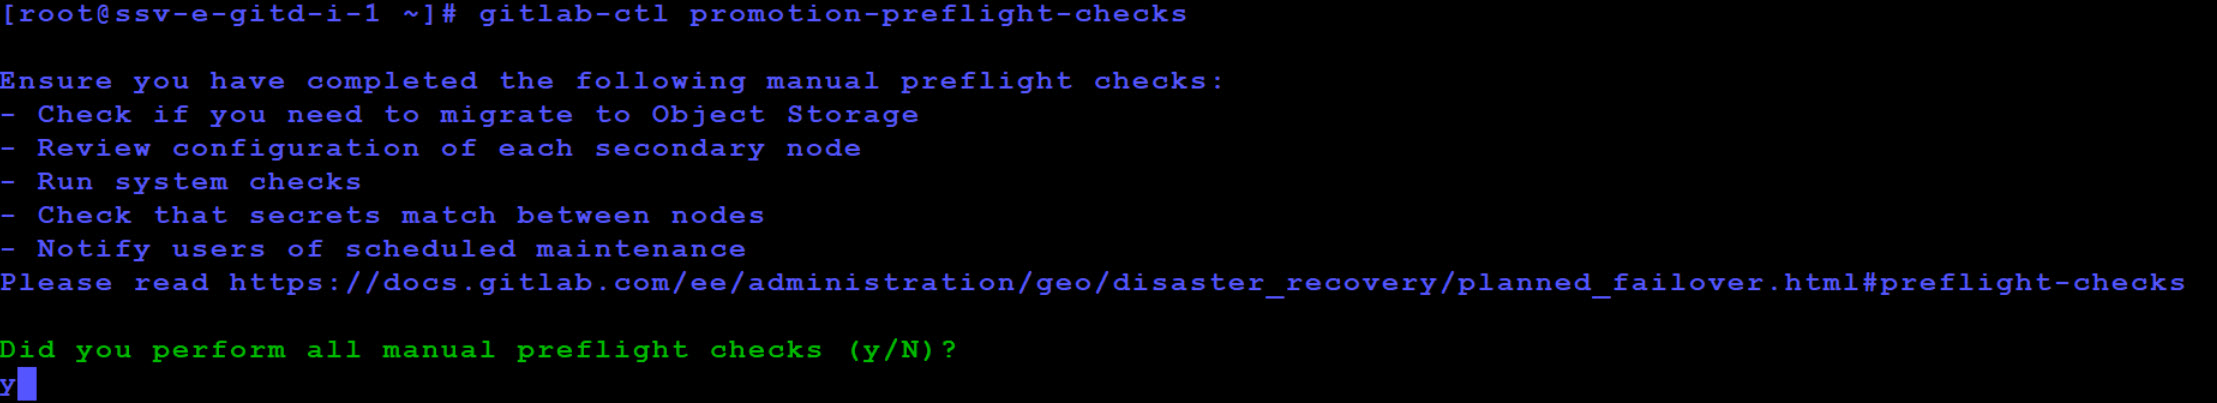 [root@ssv-e-gitd-i-1 ~]# gitlab-ctl promotion-preflight-checks
Ensure you have completed the following manual preflight checks:
- Check if you need to migrate to Object Storage
- Review configuration of each secondary node
- Run system checks
- Check that secrets match between nodes
- Notify users of scheduled maintenance
Please read https://docs.gitlab.com/ee/administration/geo/disaster_recovery/planned_failover.html#preflight-checks
Did you perform all manual preflight checks (y/N)?
y